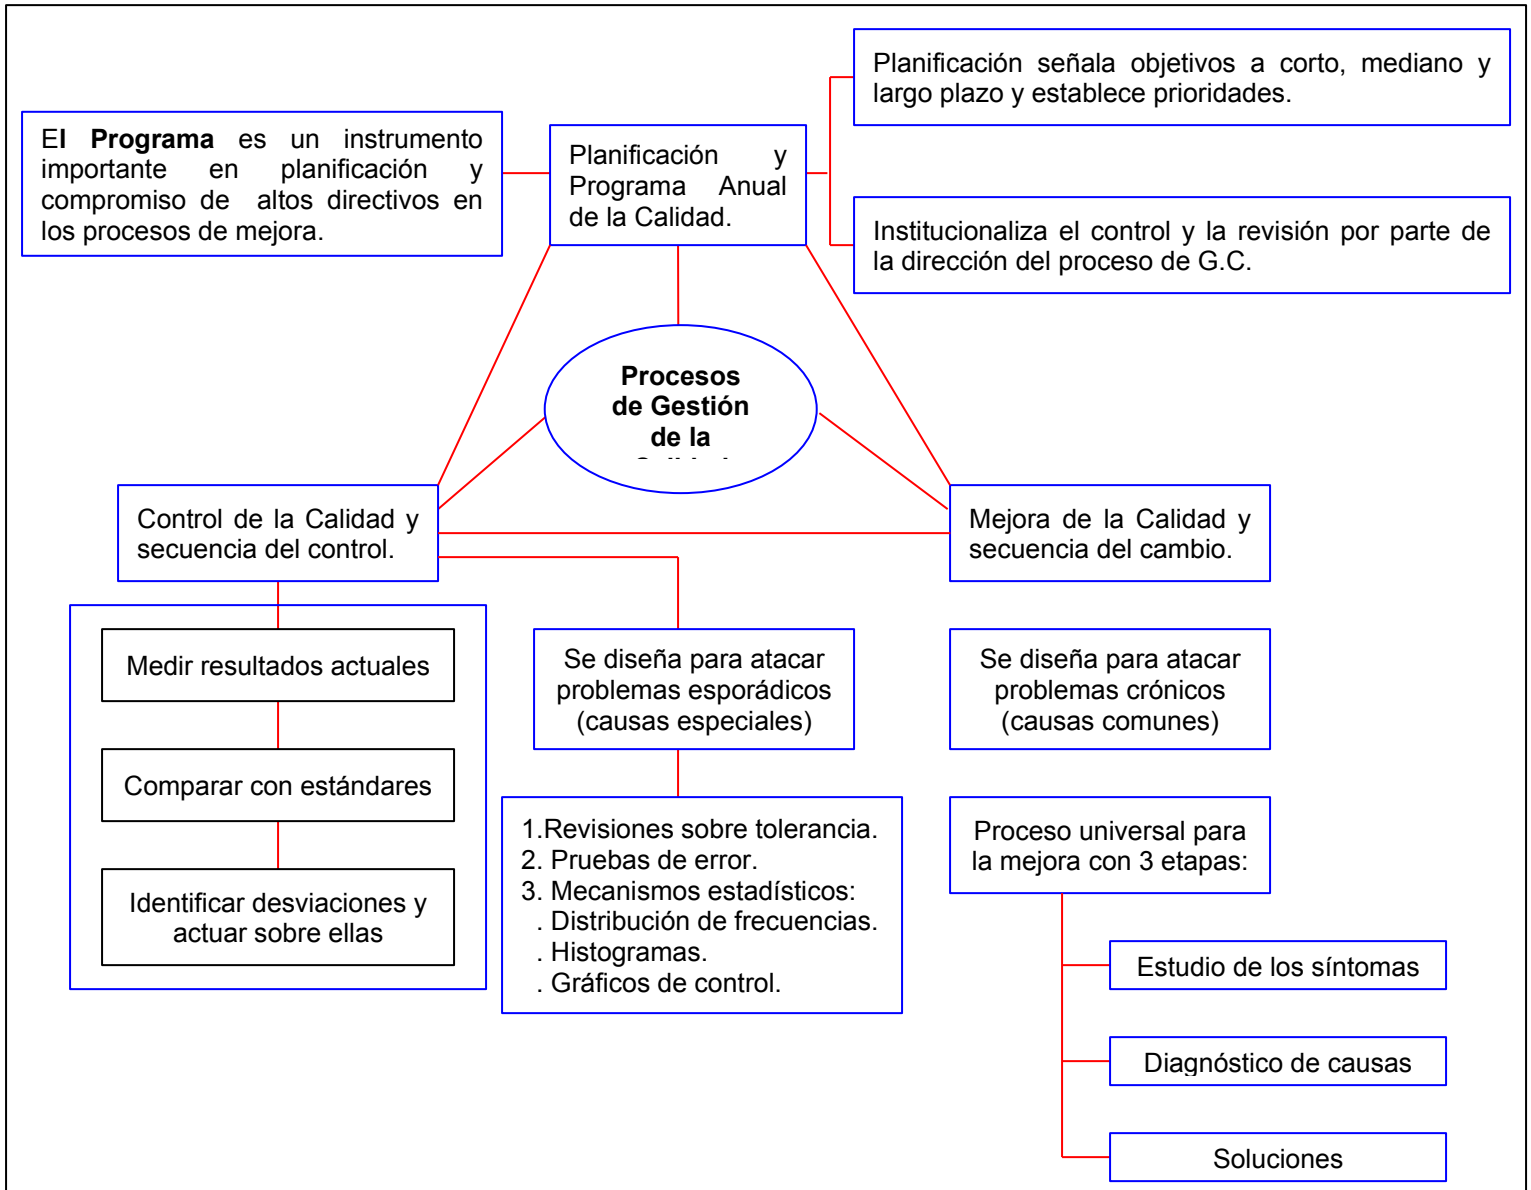 Planificación señala objetivos a corto, mediano y
largo plazo y establece prioridades.
El Programa es un instrumento
importante en planificación y
compromiso de altos directivos en
los procesos de mejora.
Planificación y
Programa Anual
de la Calidad.
Institucionaliza el control y la revisión por parte de
la dirección del proceso de G.C.
Procesos
de Gestión
de la
Control de la Calidad y
secuencia del control.
Mejora de la Calidad y
secuencia del cambio.
Medir resultados actuales
Comparar con estándares
Identificar desviaciones y
actuar sobre ellas
Se diseña para atacar
problemas esporádicos
(causas especiales)
1.Revisiones sobre tolerancia.
2. Pruebas de error.
3. Mecanismos estadísticos:
. Distribución de frecuencias.
. Histogramas.
. Gráficos de control.
Se diseña para atacar
problemas crónicos
(causas comunes)
Proceso universal para
la mejora con 3 etapas:
Estudio de los síntomas
Diagnóstico de causas
Soluciones